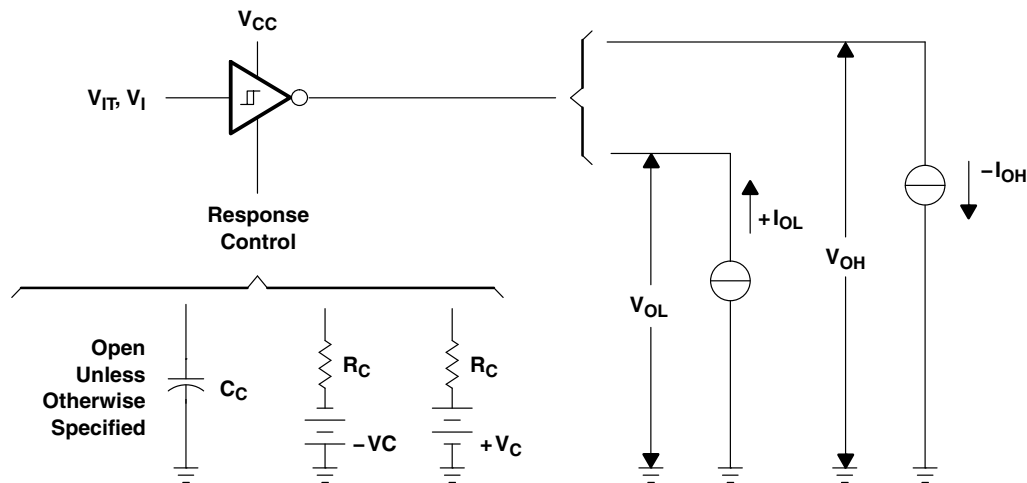 VCC
VIT, VI
Response
Control
–IOH
+IOL
VOH
VOL
Open
Unless
Otherwise
Specified
CC
RC
–VC
RC
+VC